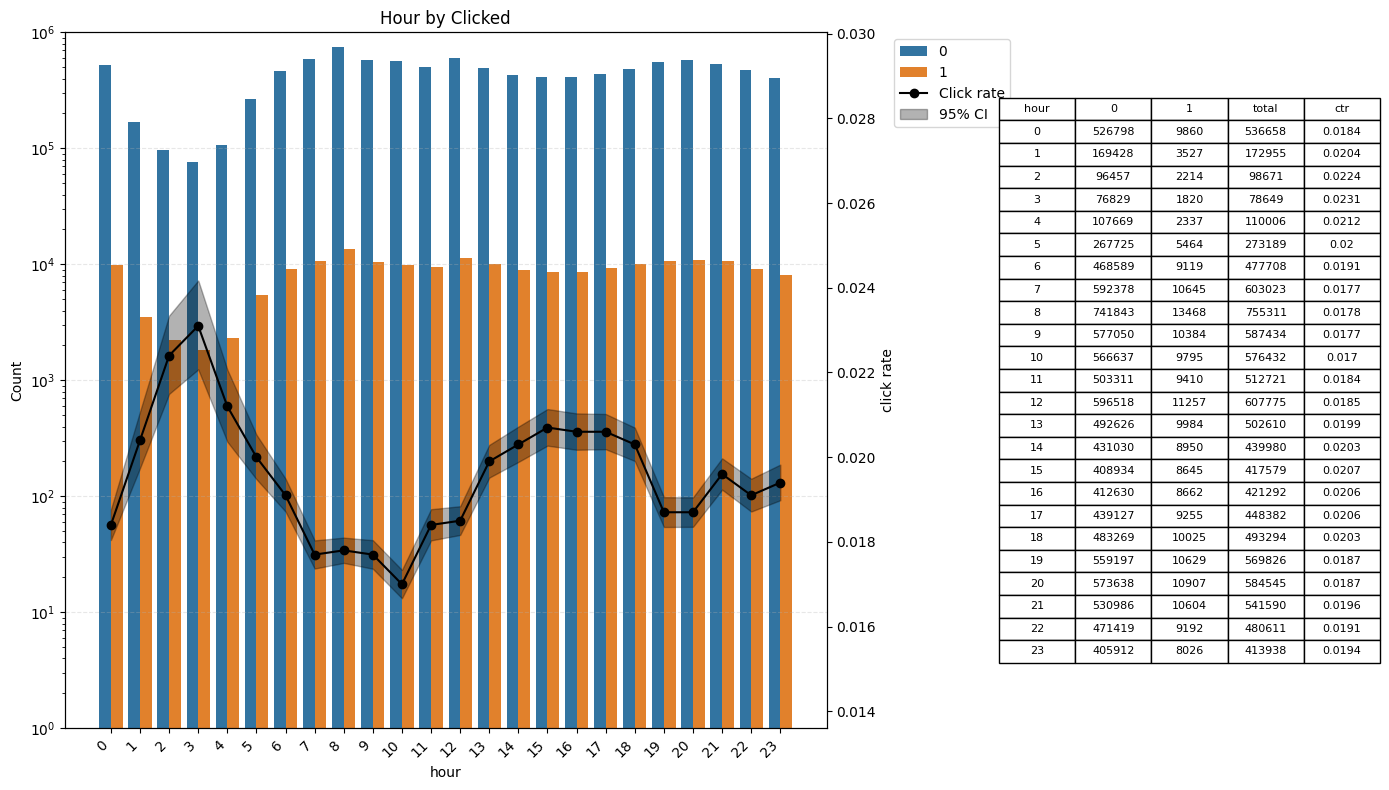 Hour by Clicked
10^6
10^5
10^4
10^3
10^2
10^1
10^0
Count
0 1 2 3 4 5 6 7 8 9 10 11 12 13 14 15 16 17 18 19 20 21 22 23
hour
0.030
0.028
0.026
0.024
0.022
0.020
0.018
0.016
0.014
click rate
0
1
Click rate
95% CI
hour 0 1 total ctr
0 526798 9860 536658 0.0184
1 169428 3527 172955 0.0204
2 96457 2214 98671 0.0224
3 76829 1820 78649 0.0231
4 107669 2337 110006 0.0212
5 267725 5464 273189 0.02
6 468589 9119 477708 0.0191
7 592378 10645 603023 0.0177
8 741843 13468 755311 0.0178
9 577050 10384 587434 0.0177
10 566637 9795 576432 0.017
11 503311 9410 512721 0.0184
12 596518 11257 607775 0.0185
13 492626 9984 502610 0.0199
14 431030 8950 439980 0.0203
15 408934 8645 417579 0.0207
16 412630 8662 421292 0.0206
17 439127 9255 448382 0.0206
18 483269 10025 493294 0.0203
19 559197 10629 569826 0.0187
20 573638 10907 584545 0.0187
21 530986 10604 541590 0.0196
22 471419 9192 480611 0.0191
23 405912 8026 413938 0.0194